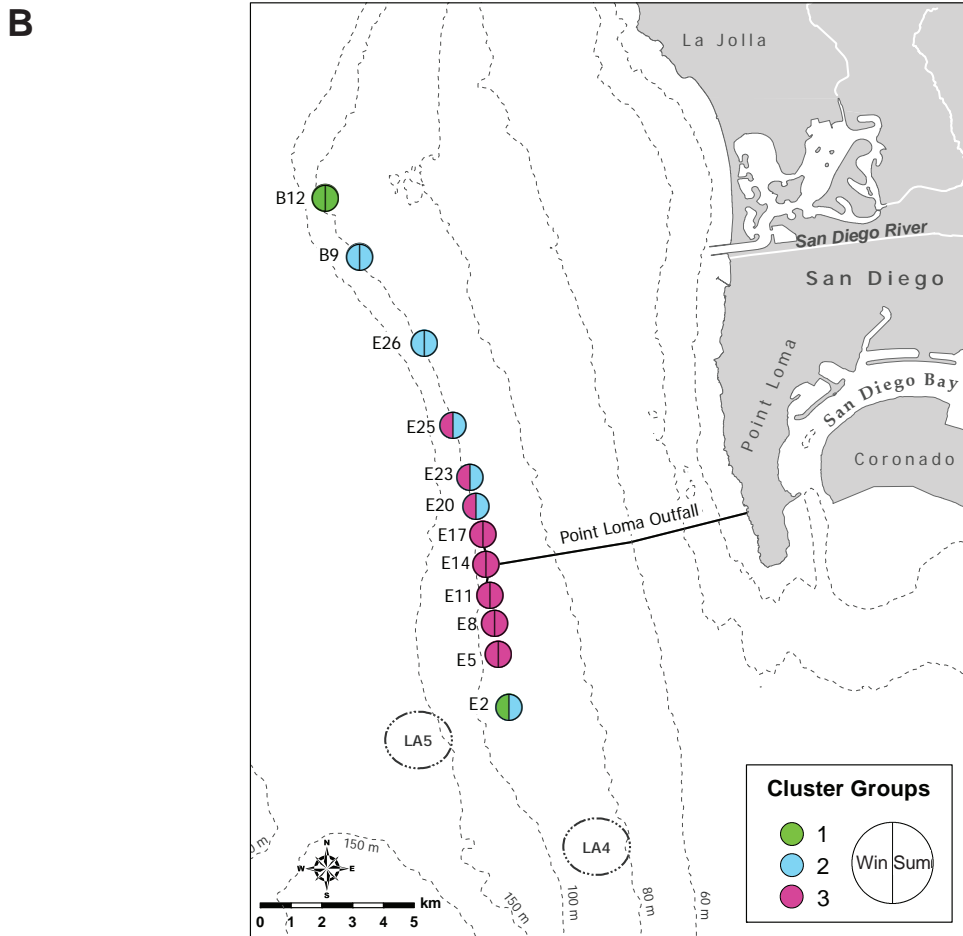 B
La Jolla
B12
B9
San Diego River
San Diego
E26
Point Loma
San Diego Bay
E25
Coronado
E23
E20
E17
Point Loma Outfall
E14
E11
E8
E5
E2
LA5
LA4
Cluster Groups
1
2
3
Win Sum
150 m
N
W E
S
0 1 2 3 4 5 km
150 m
100 m
80 m
60 m